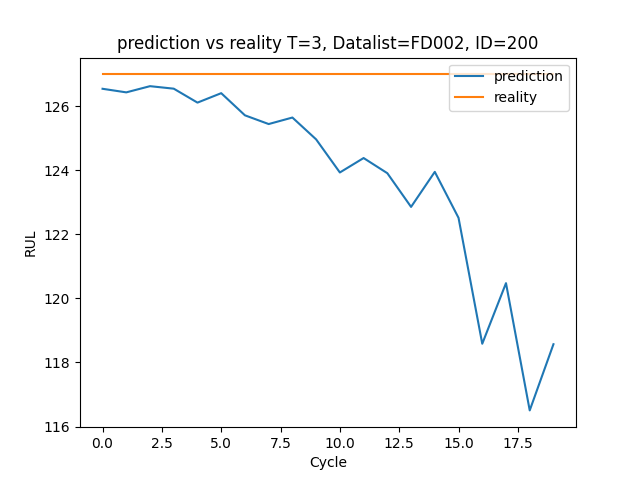 prediction vs reality T=3, Datalist=FD002, ID=200
prediction
reality
126
124
122
120
118
116
RUL
0.0 2.5 5.0 7.5 10.0 12.5 15.0 17.5
Cycle